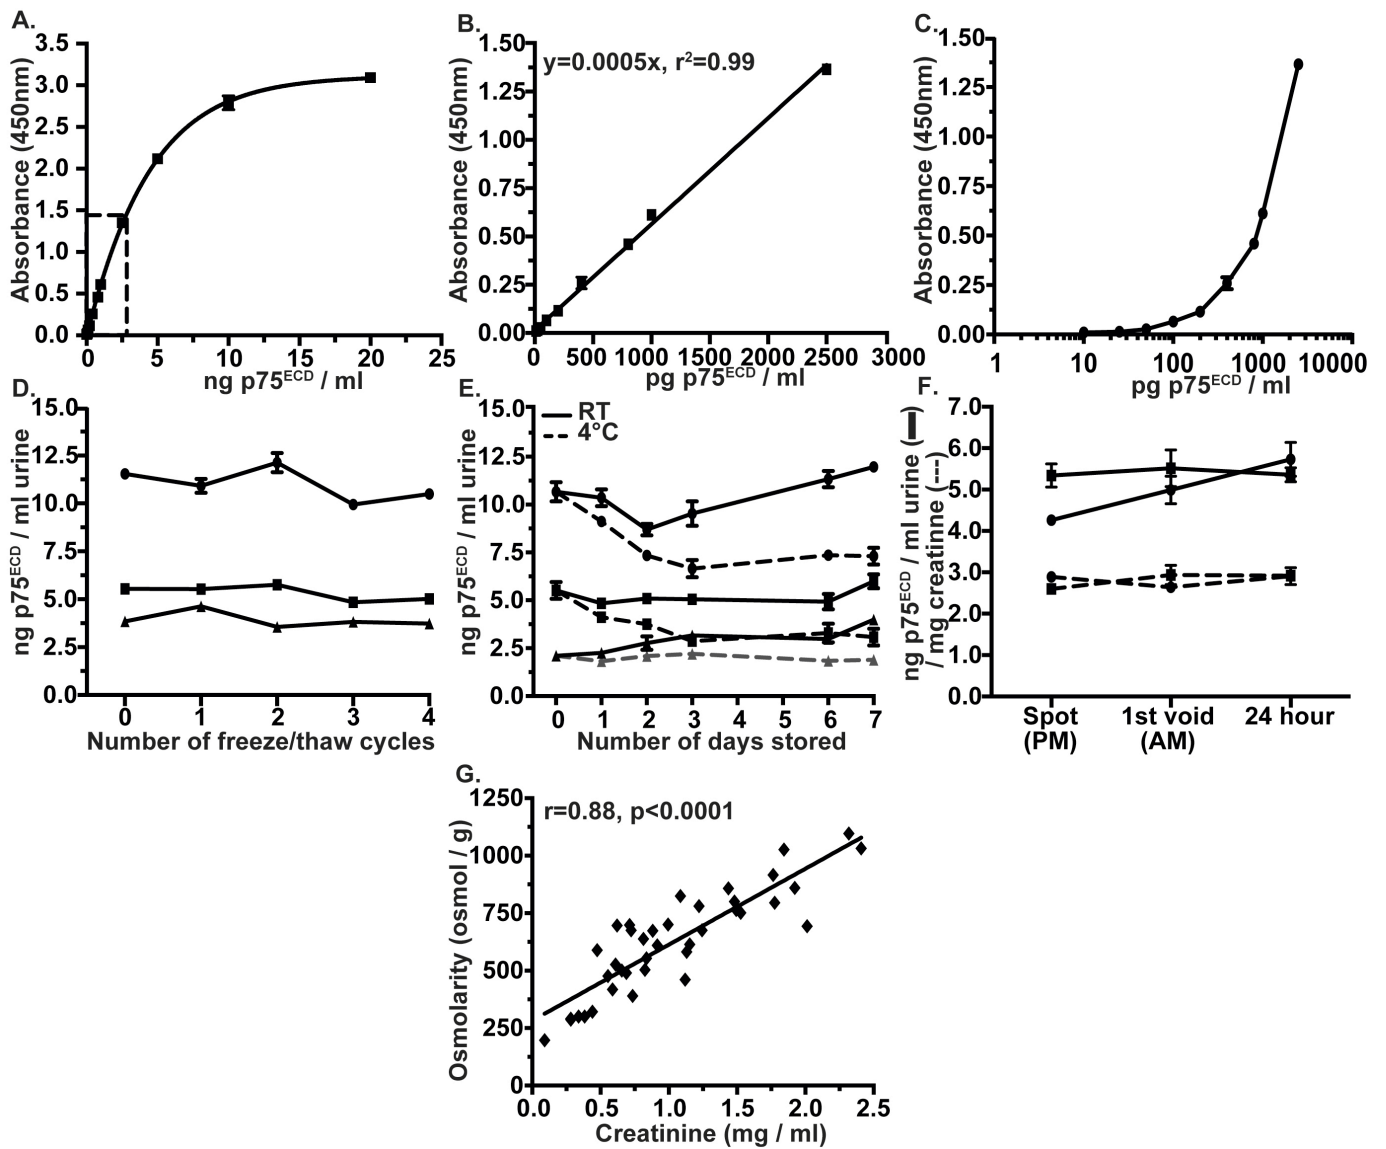 A.
Absorbance (450nm)
3.5
3.0
2.5
2.0
1.5
1.0
0.5
0.0
0 5 10 15 20 25
ng p75ECD / ml
B.
Absorbance (450nm)
y=0.0005x, r2=0.99
1.50
1.25
1.00
0.75
0.50
0.25
0.00
0 500 1000 1500 2000 2500 3000
pg p75ECD / ml
C.
Absorbance (450nm)
1.50
1.25
1.00
0.75
0.50
0.25
0.00
1 10 100 1000 10000
pg p75ECD / ml
D.
ng p75ECD / ml urine
15.0
12.5
10.0
7.5
5.0
2.5
0.0
0 1 2 3 4
Number of freeze/thaw cycles
E.
ng p75ECD / ml urine
RT
4°C
15.0
12.5
10.0
7.5
5.0
2.5
0.0
0 1 2 3 4 5 6 7
Number of days stored
F.
ng p75ECD / ml urine (
)
/ mg creatinne (---)
7.0
6.0
5.0
4.0
3.0
2.0
1.0
0.0
Spot 1st void 24 hour
(PM) (AM)
G.
Osmolarity (osmol / g)
r=0.88, p<0.0001
1250
1000
750
500
250
0
0.0 0.5 1.0 1.5 2.0 2.5
Creatinine (mg / ml)